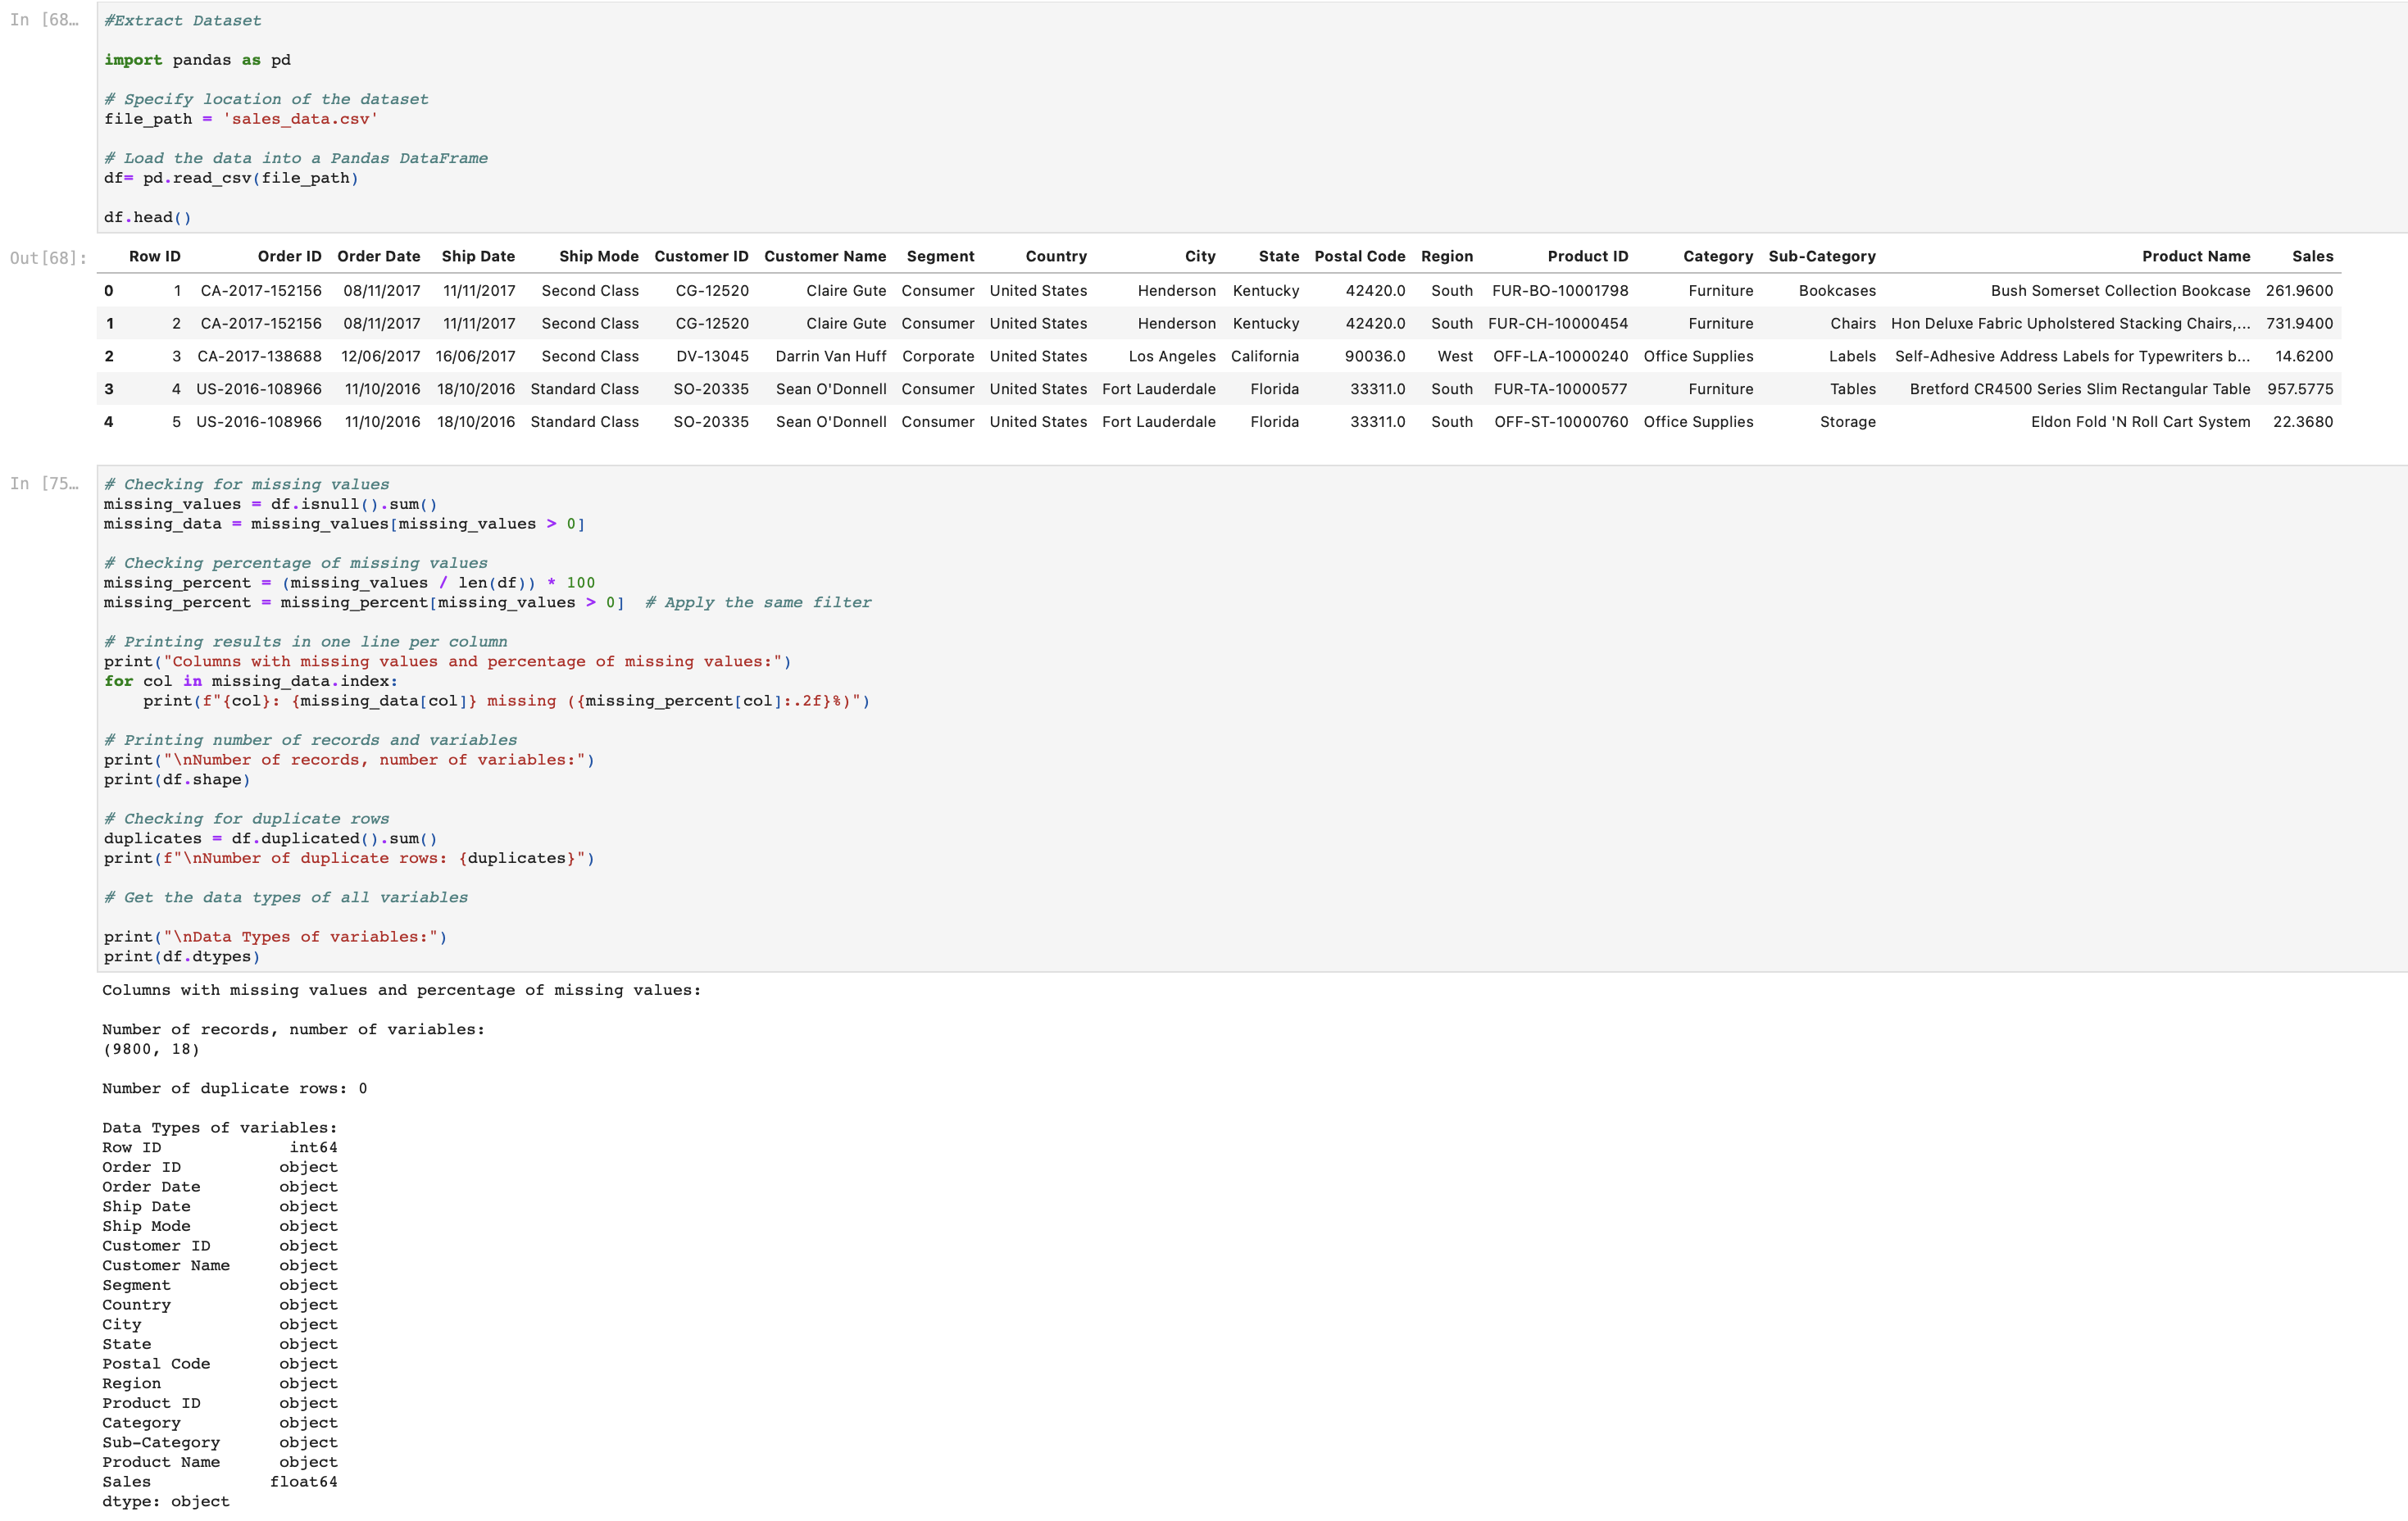 In [68…
#Extract Dataset
import pandas as pd
# Specify location of the dataset
file_path = 'sales_data.csv'
# Load the data into a Pandas DataFrame
df= pd.read_csv(file_path)
df.head()
Out[68]:
Row ID Order ID Order Date Ship Date Ship Mode Customer ID Customer Name Segment Country City State Postal Code Region Product ID Category Sub-Category Product Name Sales
0 1 CA-2017-152156 08/11/2017 11/11/2017 Second Class CG-12520 Claire Gute Consumer United States Henderson Kentucky 42420.0 South FUR-BO-10001798 Furniture Bookcases Bush Somerset Collection Bookcase 261.9600
1 2 CA-2017-152156 08/11/2017 11/11/2017 Second Class CG-12520 Claire Gute Consumer United States Henderson Kentucky 42420.0 South FUR-CH-10000454 Furniture Chairs Hon Deluxe Fabric Upholstered Stacking Chairs,... 731.9400
2 3 CA-2017-138688 12/06/2017 16/06/2017 Second Class DV-13045 Darrin Van Huff Corporate United States Los Angeles California 90036.0 West OFF-LA-10000240 Office Supplies Labels Self-Adhesive Address Labels for Typewriters b... 14.6200
3 4 US-2016-108966 11/10/2016 18/10/2016 Standard Class SO-20335 Sean O'Donnell Consumer United States Fort Lauderdale Florida 33311.0 South FUR-TA-10000577 Furniture Tables Bretford CR4500 Series Slim Rectangular Table 957.5775
4 5 US-2016-108966 11/10/2016 18/10/2016 Standard Class SO-20335 Sean O'Donnell Consumer United States Fort Lauderdale Florida 33311.0 South OFF-ST-10000760 Office Supplies Storage Eldon Fold 'N Roll Cart System 22.3680
In [75…
# Checking for missing values
missing_values = df.isnull().sum()
missing_data = missing_values[missing_values > 0]
# Checking percentage of missing values
missing_percent = (missing_values / len(df)) * 100
missing_percent = missing_percent[missing_values > 0]  # Apply the same filter
# Printing results in one line per column
print("Columns with missing values and percentage of missing values:")
for col in missing_data.index:
    print(f"{col}: {missing_data[col]} missing ({missing_percent[col]:.2f}%)")
# Printing number of records and variables
print("\nNumber of records, number of variables:")
print(df.shape)
# Checking for duplicate rows
duplicates = df.duplicated().sum()
print(f"\nNumber of duplicate rows: {duplicates}")
# Get the data types of all variables
print("\nData Types of variables:")
print(df.dtypes)
Columns with missing values and percentage of missing values:
Number of records, number of variables:
(9800, 18)
Number of duplicate rows: 0
Data Types of variables:
Row ID int64
Order ID object
Order Date object
Ship Date object
Ship Mode object
Customer ID object
Customer Name object
Segment object
Country object
City object
State object
Postal Code object
Region object
Product ID object
Category object
Sub-Category object
Product Name object
Sales float64
dtype: object